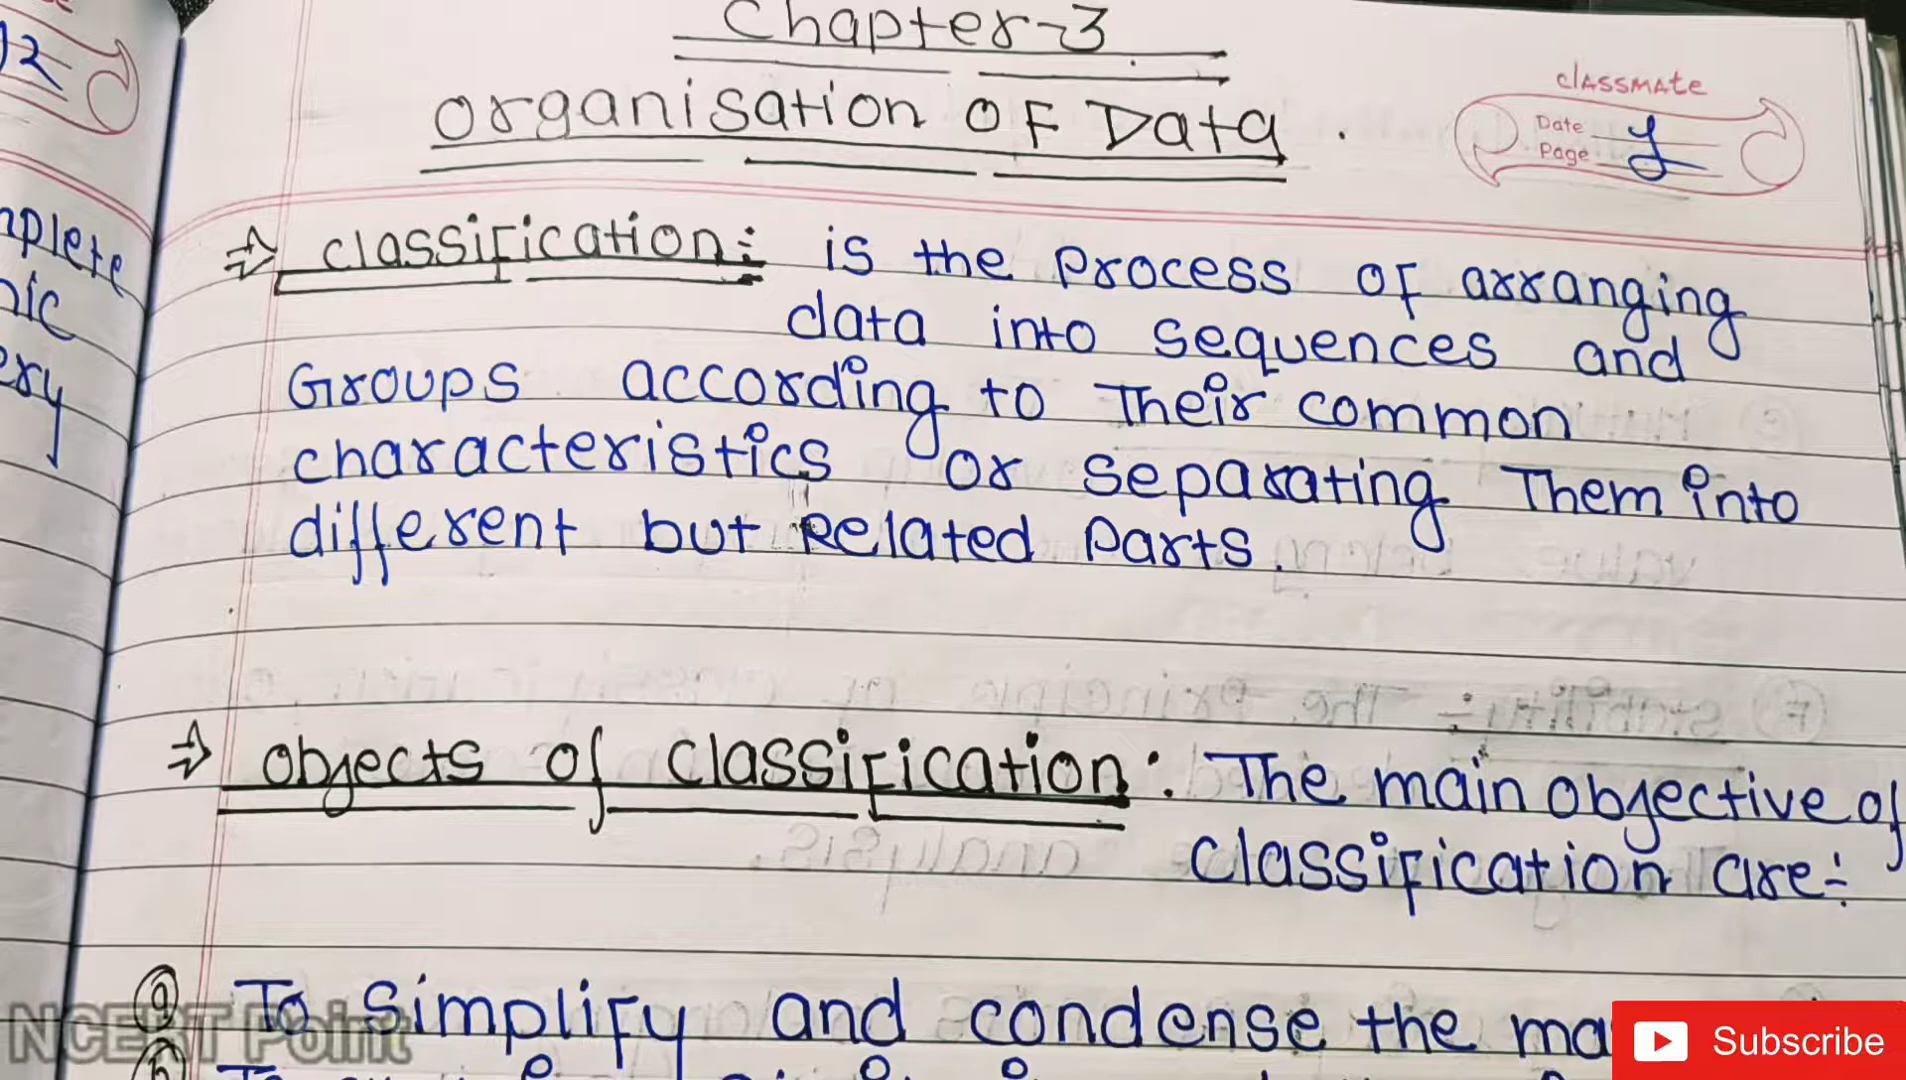 Chapter-3
Organisation of Data.
classmate
Date
Page
⇒ Classification:- is the process of arranging
data into sequences and
Groups according to Their common
characteristics or separating Them into
different but Related Parts.
⇒ Objects of Classification: The main objective of
classification are:-
(a) To simplify and condense the
(b) To
NCERT Point
Subscribe